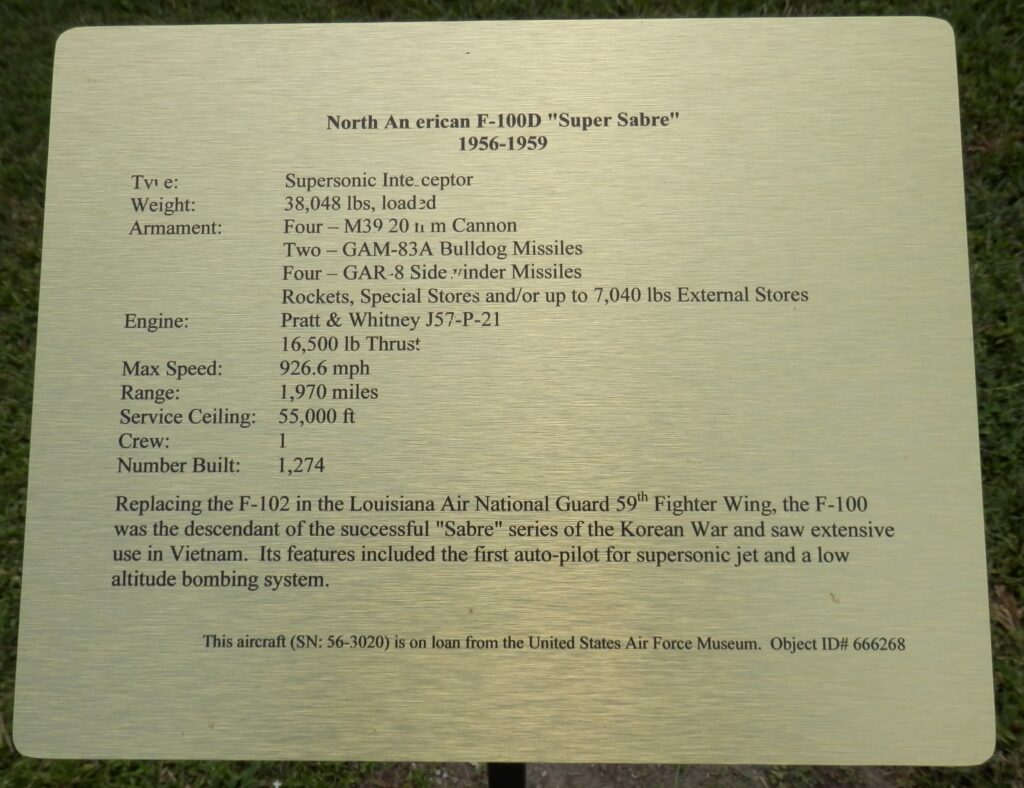 North An erican F-100D "Super Sabre"
1956-1959
Type: Supersonic Interceptor
Weight: 38,048 lbs, loaded
Armament: Four – M39 20 mm Cannon
Two – GAM-83A Bulldog Missiles
Four – GAR-8 Sidewinder Missiles
Rockets, Special Stores and/or up to 7,040 lbs External Stores
Engine: Pratt & Whitney J57-P-21
16,500 lb Thrust
Max Speed: 926.6 mph
Range: 1,970 miles
Service Ceiling: 55,000 ft
Crew: 1
Number Built: 1,274
Replacing the F-102 in the Louisiana Air National Guard 59th Fighter Wing, the F-100
was the descendant of the successful "Sabre" series of the Korean War and saw extensive
use in Vietnam. Its features included the first auto-pilot for supersonic jet and a low
altitude bombing system.
This aircraft (SN: 56-3020) is on loan from the United States Air Force Museum. Object ID# 666268